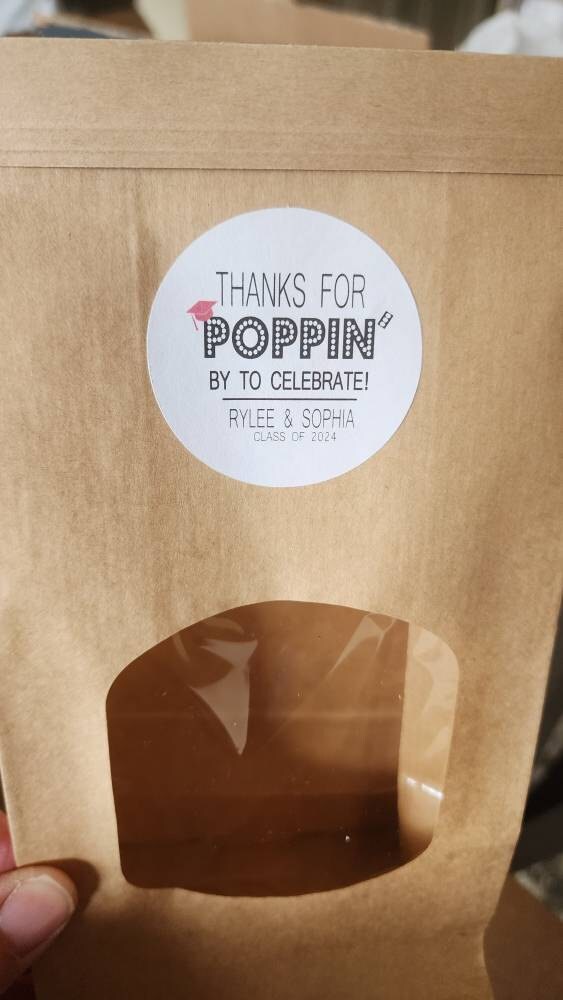 THANKS FOR
POPPIN'
BY TO CELEBRATE!
RYLEE & SOPHIA
CLASS OF 2024